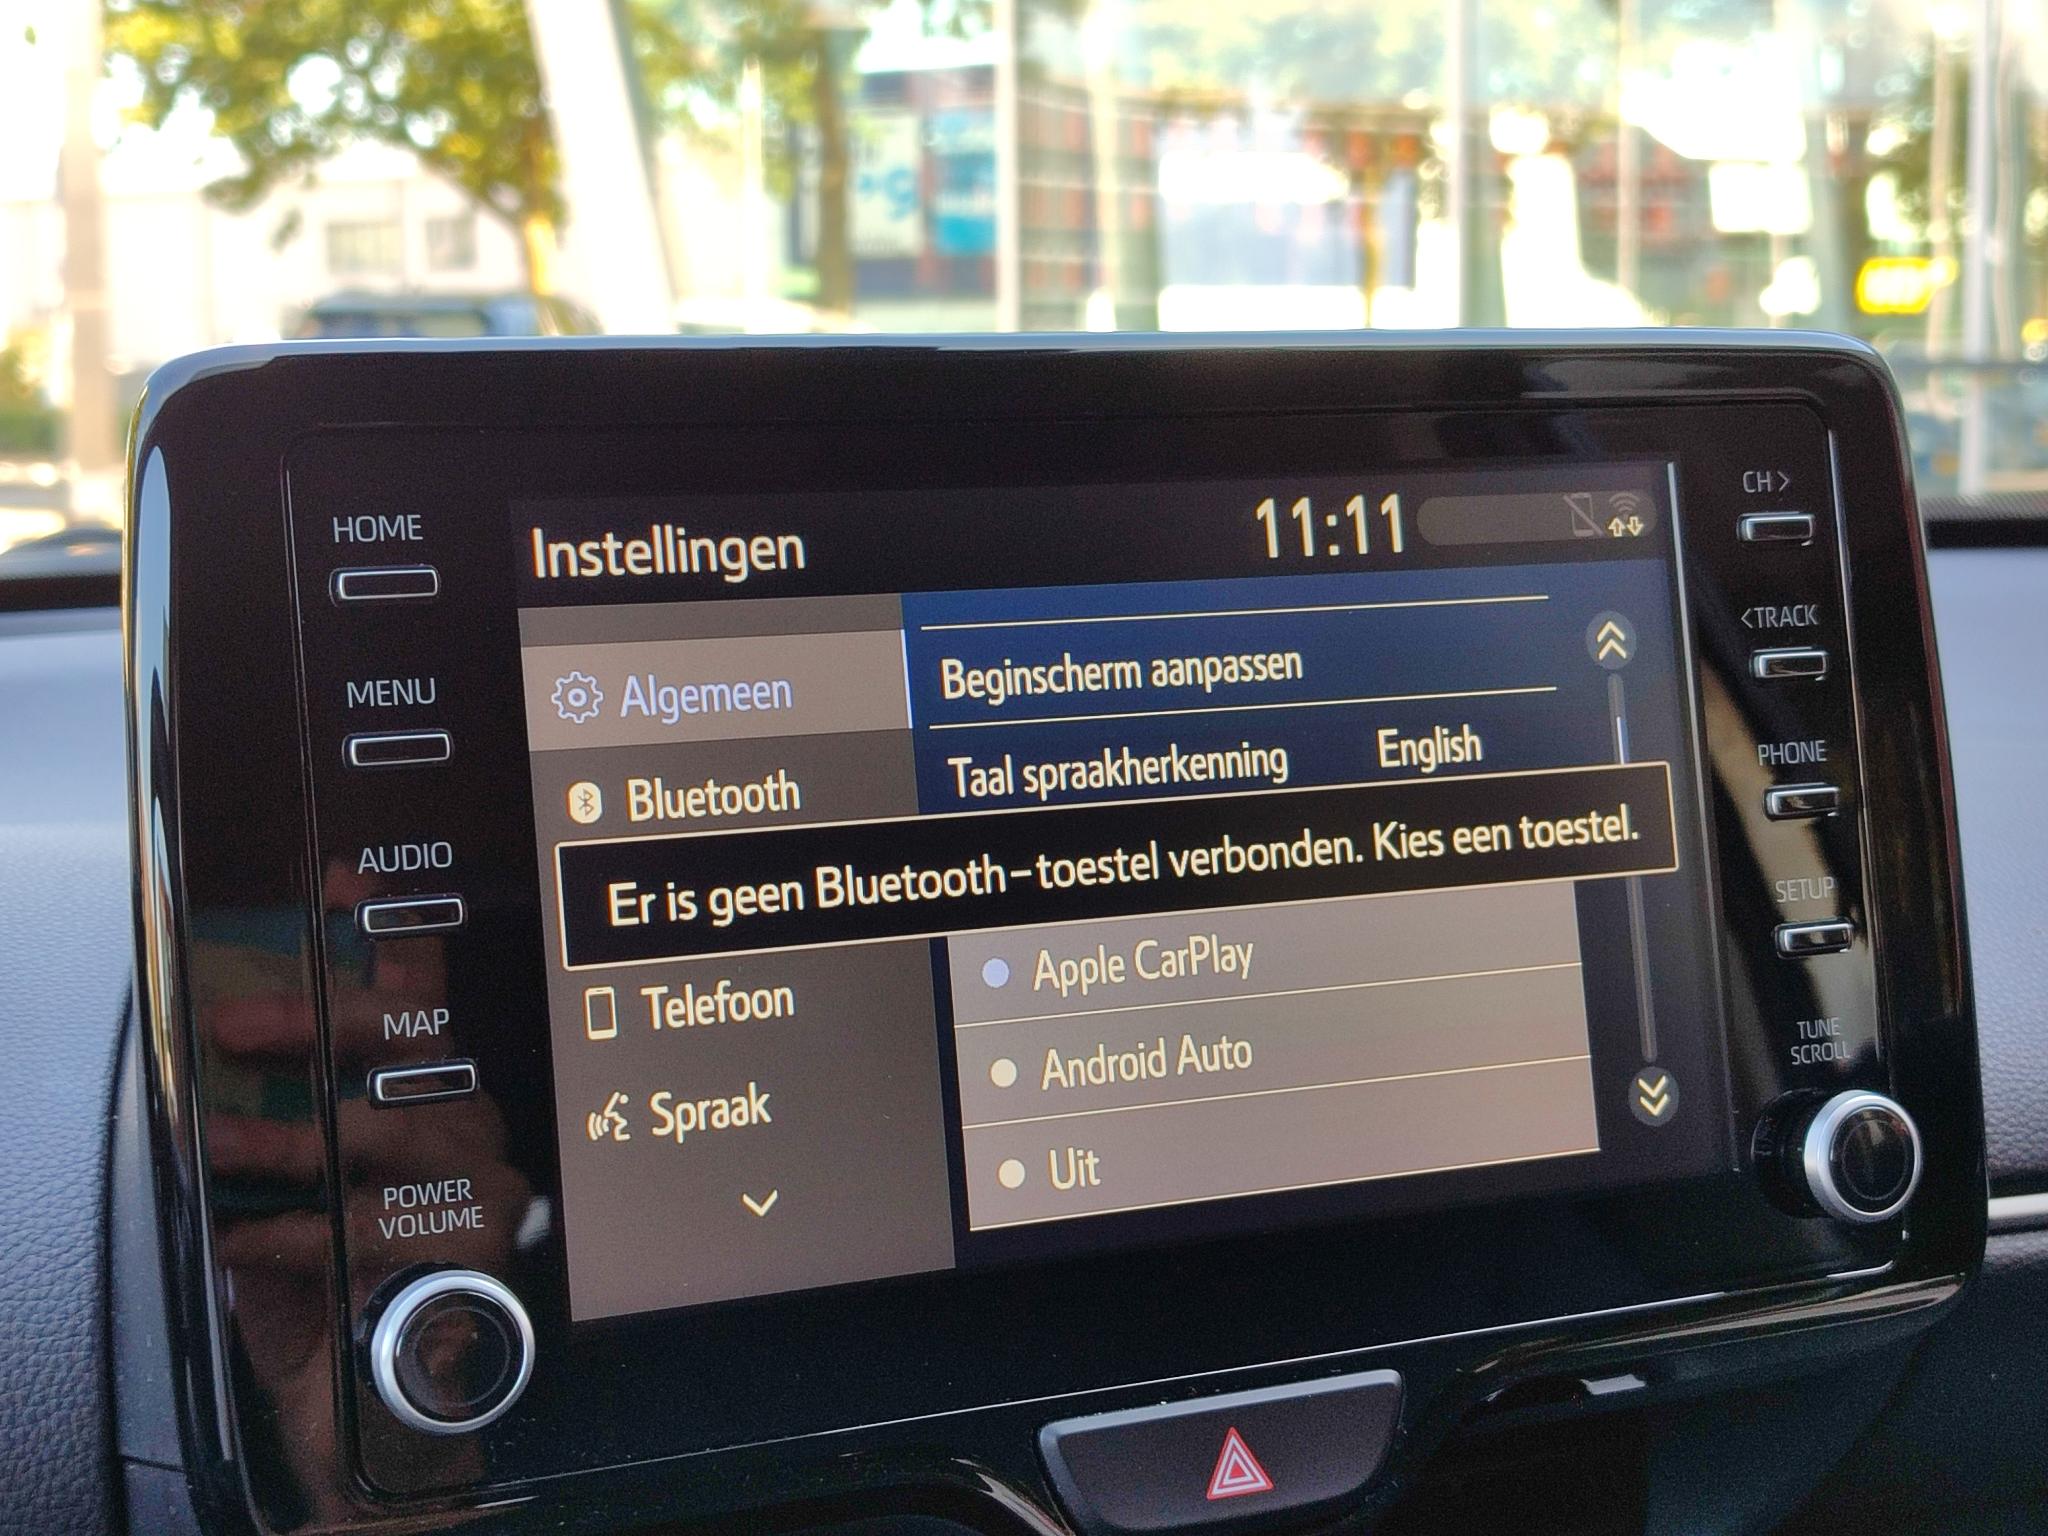 HOME
MENU
AUDIO
MAP
POWER
VOLUME
Instellingen
11:11
Algemeen
Bluetooth
Beginscherm aanpassen
Taal spraakherkenning English
Er is geen Bluetooth-toestel verbonden. Kies een toestel.
Telefoon
Spraak
Apple CarPlay
Android Auto
Uit
CH>
<TRACK
PHONE
SETUP
TUNE
SCROLL